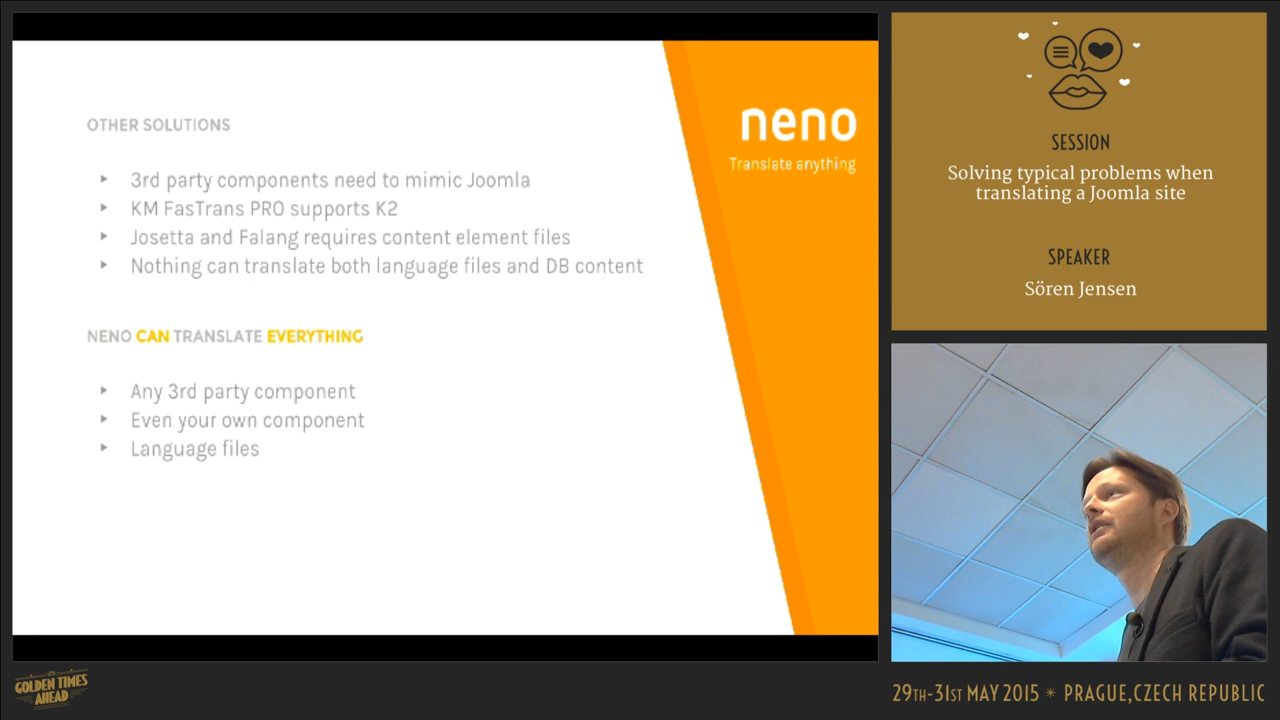 OTHER SOLUTIONS
3rd party components need to mimic Joomla
KM FasTrans PRO supports K2
Josetta and Falang requires content element files
Nothing can translate both language files and DB content
NENO CAN TRANSLATE EVERYTHING
Any 3rd party component
Even your own component
Language files
neno
Translate anything
SESSION
Solving typical problems when
translating a Joomla site
SPEAKER
Sören Jensen
GOLDEN TIMES
AHEAD
29TH-31ST MAY 2015 * PRAGUE,CZECH REPUBLIC